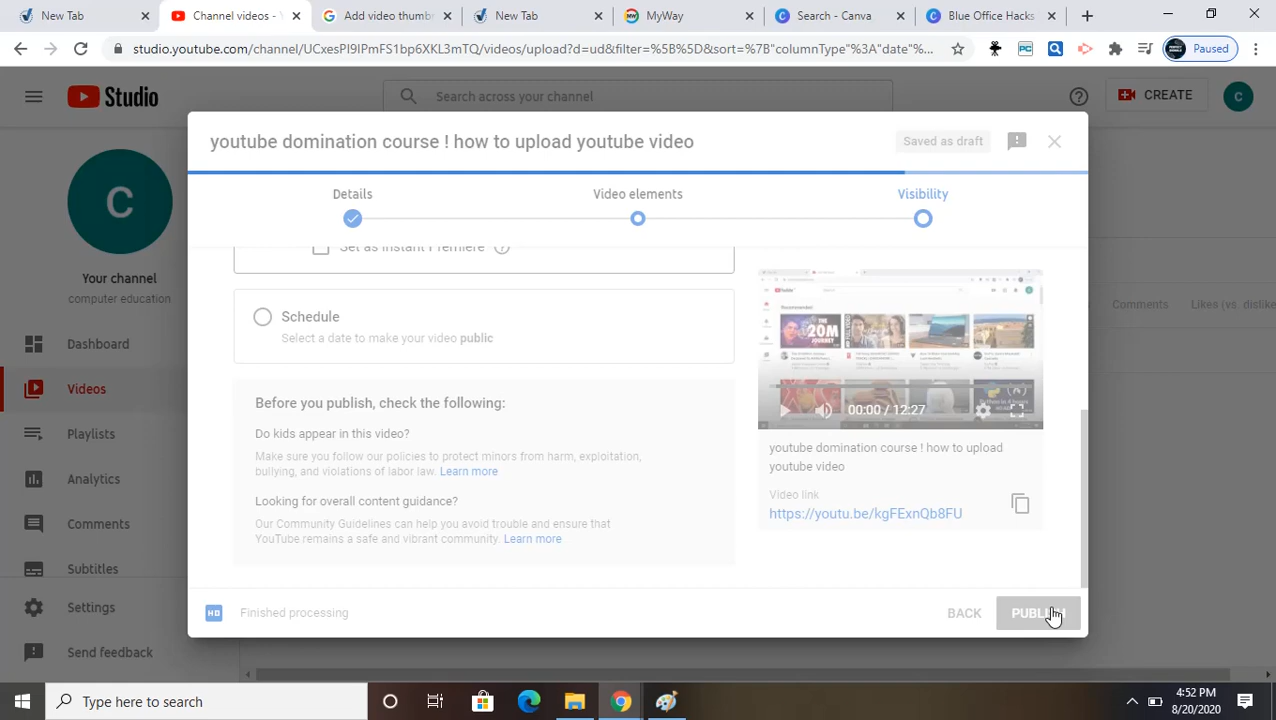 New Tab
Channel videos -
Add video thumb
New Tab
MyWay
Search - Canva
Blue Office Hacks
studio.youtube.com/channel/UCxesPI9IPmFS1bp6XKL3mTQ/videos/upload?d=ud&filter=%5B%5D&sort=%7B"columnType"%3A"date"%...
PC
Paused
Studio
Search across your channel
CREATE
C
youtube domination course ! how to upload youtube video
Saved as draft
Details
Video elements
Visibility
C
Set as instant Premiere
Your channel
computer education
Schedule
Select a date to make your video public
Comments
Likes (vs. dislike
Dashboard
Videos
Playlists
Analytics
Comments
Subtitles
Settings
Send feedback
Before you publish, check the following:
Do kids appear in this video?
Make sure you follow our policies to protect minors from harm, exploitation,
bullying, and violations of labor law. Learn more
Looking for overall content guidance?
Our Community Guidelines can help you avoid trouble and ensure that
YouTube remains a safe and vibrant community. Learn more
THE
20M
00:00 / 12:27
youtube domination course ! how to upload
youtube video
Video link
https://youtu.be/kgFExnQb8FU
HD
Finished processing
BACK
PUBLISH
Type here to search
4:52 PM
8/20/2020